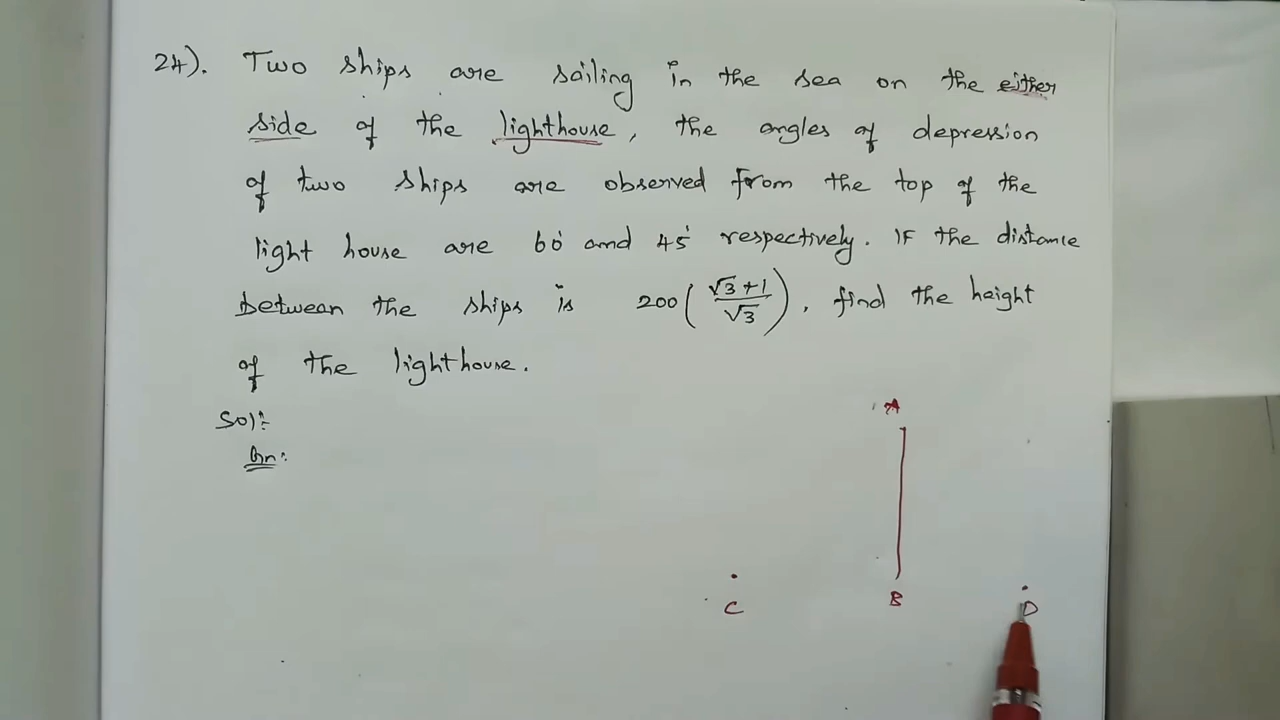 24). Two ships are sailing in the sea on the either
side of the lighthouse, the angles of depression
of two ships are observed from the top of the
light house are 60° and 45° respectively. IF the distance
between the ships is 200(√3+1/√3), find the height
of the lighthouse.
Sol:-
Gn:
A
C B D